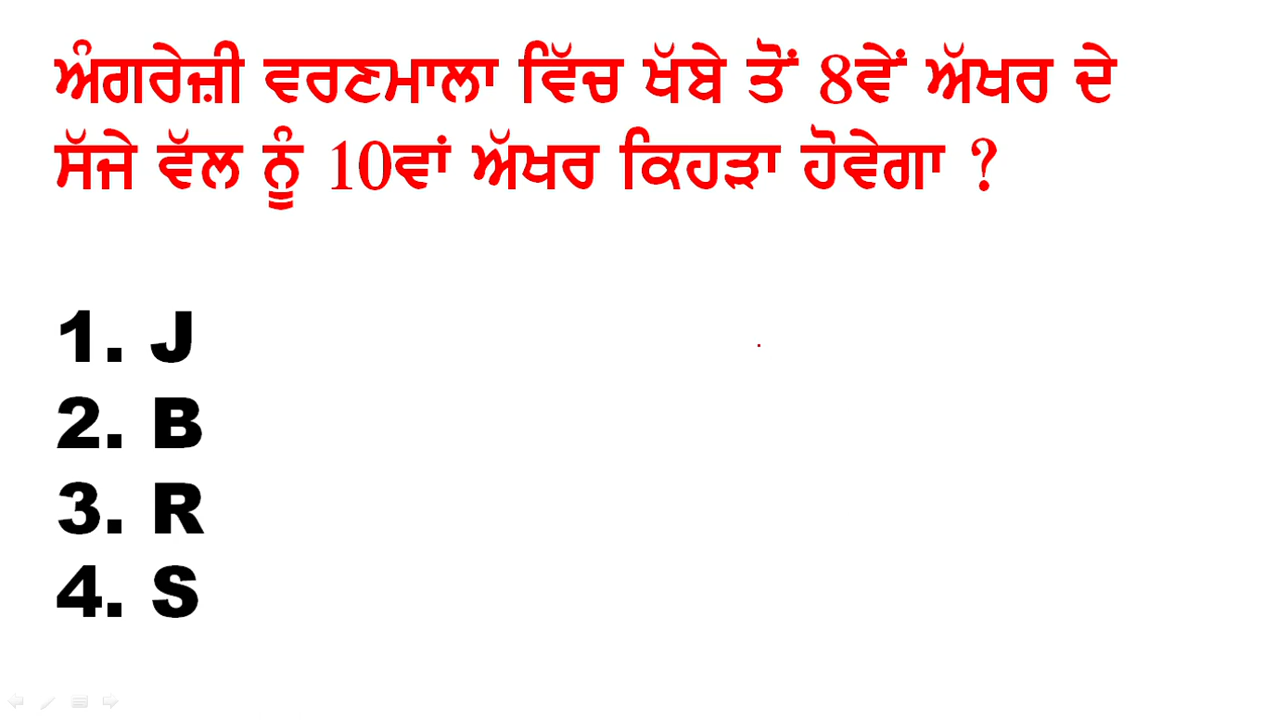 ਅੰਗਰੇਜ਼ੀ ਵਰਣਮਾਲਾ ਵਿੱਚ ਖੱਬੇ ਤੋਂ 8ਵੇਂ ਅੱਖਰ ਦੇ
ਸੱਜੇ ਵੱਲ ਨੂੰ 10ਵਾਂ ਅੱਖਰ ਕਿਹੜਾ ਹੋਵੇਗਾ ?
1. J
2. B
3. R
4. S